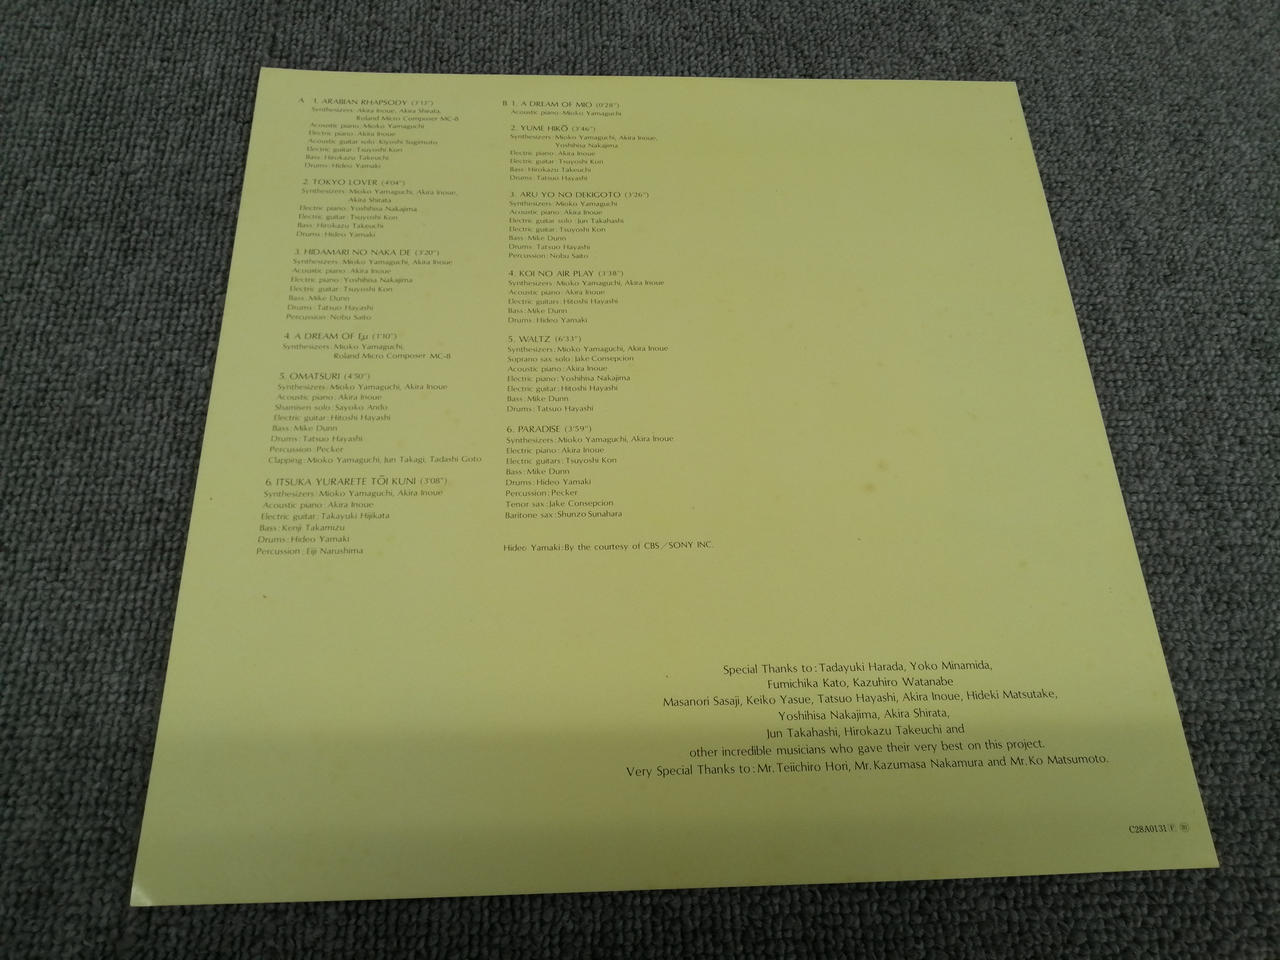 A 1. ARABIAN RHAPSODY (3'13")
Synthesizers: Akira Inoue, Akira Shirata,
Roland Micro Composer MC-8
Acoustic piano: Mioko Yamaguchi
Electric piano: Akira Inoue
Acoustic guitar solo: Kiyoshi Sugimoto
Electric guitar: Tsuyoshi Kon
Bass: Hirokazu Takeuchi
Drums: Hideo Yamaki
2. TOKYO LOVER (4'04")
Synthesizers: Mioko Yamaguchi, Akira Inoue,
Akira Shirata
Electric piano: Yoshihisa Nakajima
Electric guitar: Tsuyoshi Kon
Bass: Hirokazu Takeuchi
Drums: Hideo Yamaki
3. HIDAMARI NO NAKA DE (3'20")
Synthesizers: Mioko Yamaguchi, Akira Inoue
Acoustic piano: Akira Inoue
Electric piano: Yoshihisa Nakajima
Electric guitar: Tsuyoshi Kon
Bass: Mike Dunn
Drums: Tatsuo Hayashi
Percussion: Nobu Saito
4. A DREAM OF Eμ (1'10")
Synthesizers: Mioko Yamaguchi,
Roland Micro Composer MC-8
5. OMATSURI (4'50")
Synthesizers: Mioko Yamaguchi, Akira Inoue
Acoustic piano: Akira Inoue
Shamisen solo: Sayoko Ando
Electric guitar: Hitoshi Hayashi
Bass: Mike Dunn
Drums: Tatsuo Hayashi
Percussion: Pecker
Clapping: Mioko Yamaguchi, Jun Takagi, Tadashi Goto
6. ITSUKA YURARETE TŌI KUNI (3'08")
Synthesizers: Mioko Yamaguchi, Akira Inoue
Acoustic piano: Akira Inoue
Electric guitar: Takayuki Hijikata
Bass: Kenji Takamizu
Drums: Hideo Yamaki
Percussion: Eiji Narushima
B 1. A DREAM OF MIO (0'28")
Acoustic piano: Mioko Yamaguchi
2. YUME HIKŌ (3'46")
Synthesizers: Mioko Yamaguchi, Akira Inoue,
Yoshihisa Nakajima
Electric piano: Akira Inoue
Electric guitar: Tsuyoshi Kon
Bass: Hirokazu Takeuchi
Drums: Tatsuo Hayashi
3. ARU YO NO DEKIGOTO (3'26")
Synthesizers: Mioko Yamaguchi
Acoustic piano: Akira Inoue
Electric guitar solo: Jun Takahashi
Electric guitar: Tsuyoshi Kon
Bass: Mike Dunn
Drums: Tatsuo Hayashi
Percussion: Nobu Saito
4. KOI NO AIR PLAY (3'38")
Synthesizers: Mioko Yamaguchi, Akira Inoue
Acoustic piano: Akira Inoue
Electric guitars: Hitoshi Hayashi
Bass: Mike Dunn
Drums: Hideo Yamaki
5. WALTZ (6'33")
Synthesizers: Mioko Yamaguchi, Akira Inoue
Soprano sax solo: Jake Consepcion
Acoustic piano: Akira Inoue
Electric piano: Yoshihisa Nakajima
Electric guitar: Hitoshi Hayashi
Bass: Mike Dunn
Drums: Tatsuo Hayashi
6. PARADISE (3'59")
Synthesizers: Mioko Yamaguchi, Akira Inoue
Electric piano: Akira Inoue
Electric guitars: Tsuyoshi Kon
Bass: Mike Dunn
Drums: Hideo Yamaki
Percussion: Pecker
Tenor sax: Jake Consepcion
Baritone sax: Shunzo Sunahara
Hideo Yamaki: By the courtesy of CBS/SONY INC.
Special Thanks to: Tadayuki Harada, Yoko Minamida,
Fumichika Kato, Kazuhiro Watanabe
Masanori Sasaji, Keiko Yasue, Tatsuo Hayashi, Akira Inoue, Hideki Matsutake,
Yoshihisa Nakajima, Akira Shirata,
Jun Takahashi, Hirokazu Takeuchi and
other incredible musicians who gave their very best on this project.
Very Special Thanks to: Mr. Teiichiro Hori, Mr. Kazumasa Nakamura and Mr. Ko Matsumoto.
C28A0131 Ⓕ